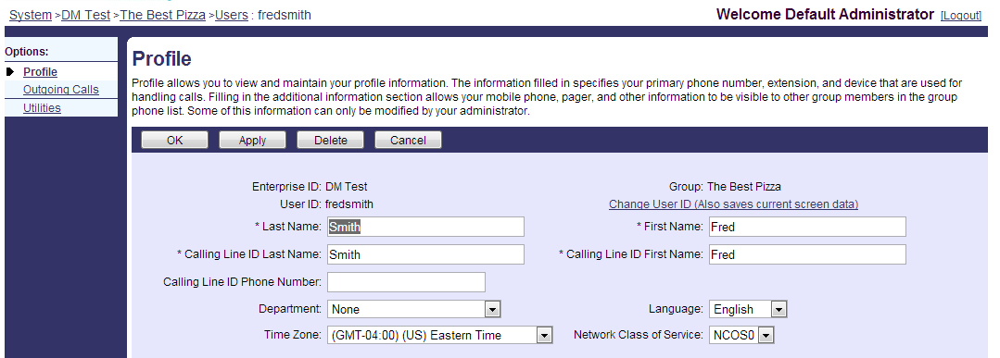 System >DM Test >The Best Pizza >Users : fredsmith
Welcome Default Administrator [Logout]
Options:
Profile
Outgoing Calls
Utilities
Profile
Profile allows you to view and maintain your profile information. The information filled in specifies your primary phone number, extension, and device that are used for
handling calls. Filling in the additional information section allows your mobile phone, pager, and other information to be visible to other group members in the group
phone list. Some of this information can only be modified by your administrator.
OK Apply Delete Cancel
Enterprise ID: DM Test Group: The Best Pizza
User ID: fredsmith Change User ID (Also saves current screen data)
* Last Name: Smith * First Name: Fred
* Calling Line ID Last Name: Smith * Calling Line ID First Name: Fred
Calling Line ID Phone Number:
Department: None Language: English
Time Zone: (GMT-04:00) (US) Eastern Time Network Class of Service: NCOS0